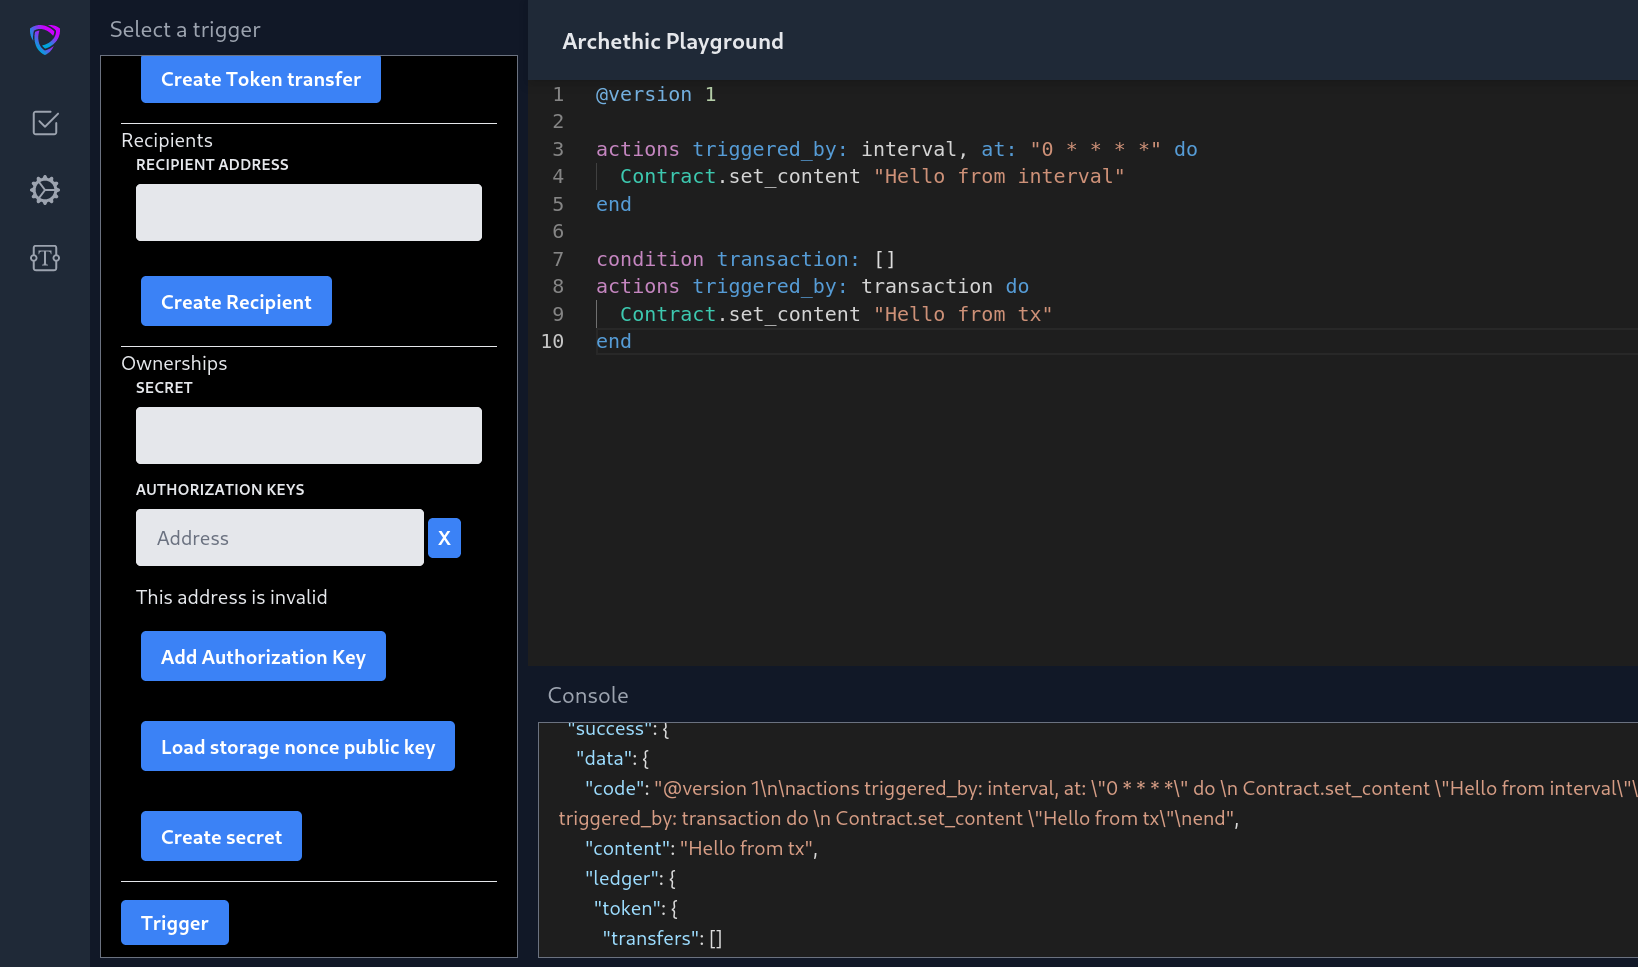 Select a trigger
Create Token transfer
Recipients
RECIPIENT ADDRESS
Create Recipient
Ownerships
SECRET
AUTHORIZATION KEYS
Address
X
This address is invalid
Add Authorization Key
Load storage nonce public key
Create secret
Trigger
Archethic Playground
1 @version 1
2
3 actions triggered_by: interval, at: "0 * * * *" do
4 Contract.set_content "Hello from interval"
5 end
6
7 condition transaction: []
8 actions triggered_by: transaction do
9 Contract.set_content "Hello from tx"
10 end
Console
"success": {
"data": {
"code": "@version 1\n\nactions triggered_by: interval, at: \"0 * * * *\" do \n Contract.set_content \"Hello from interval\"\
triggered_by: transaction do \n Contract.set_content \"Hello from tx\"\nend",
"content": "Hello from tx",
"ledger": {
"token": {
"transfers": []